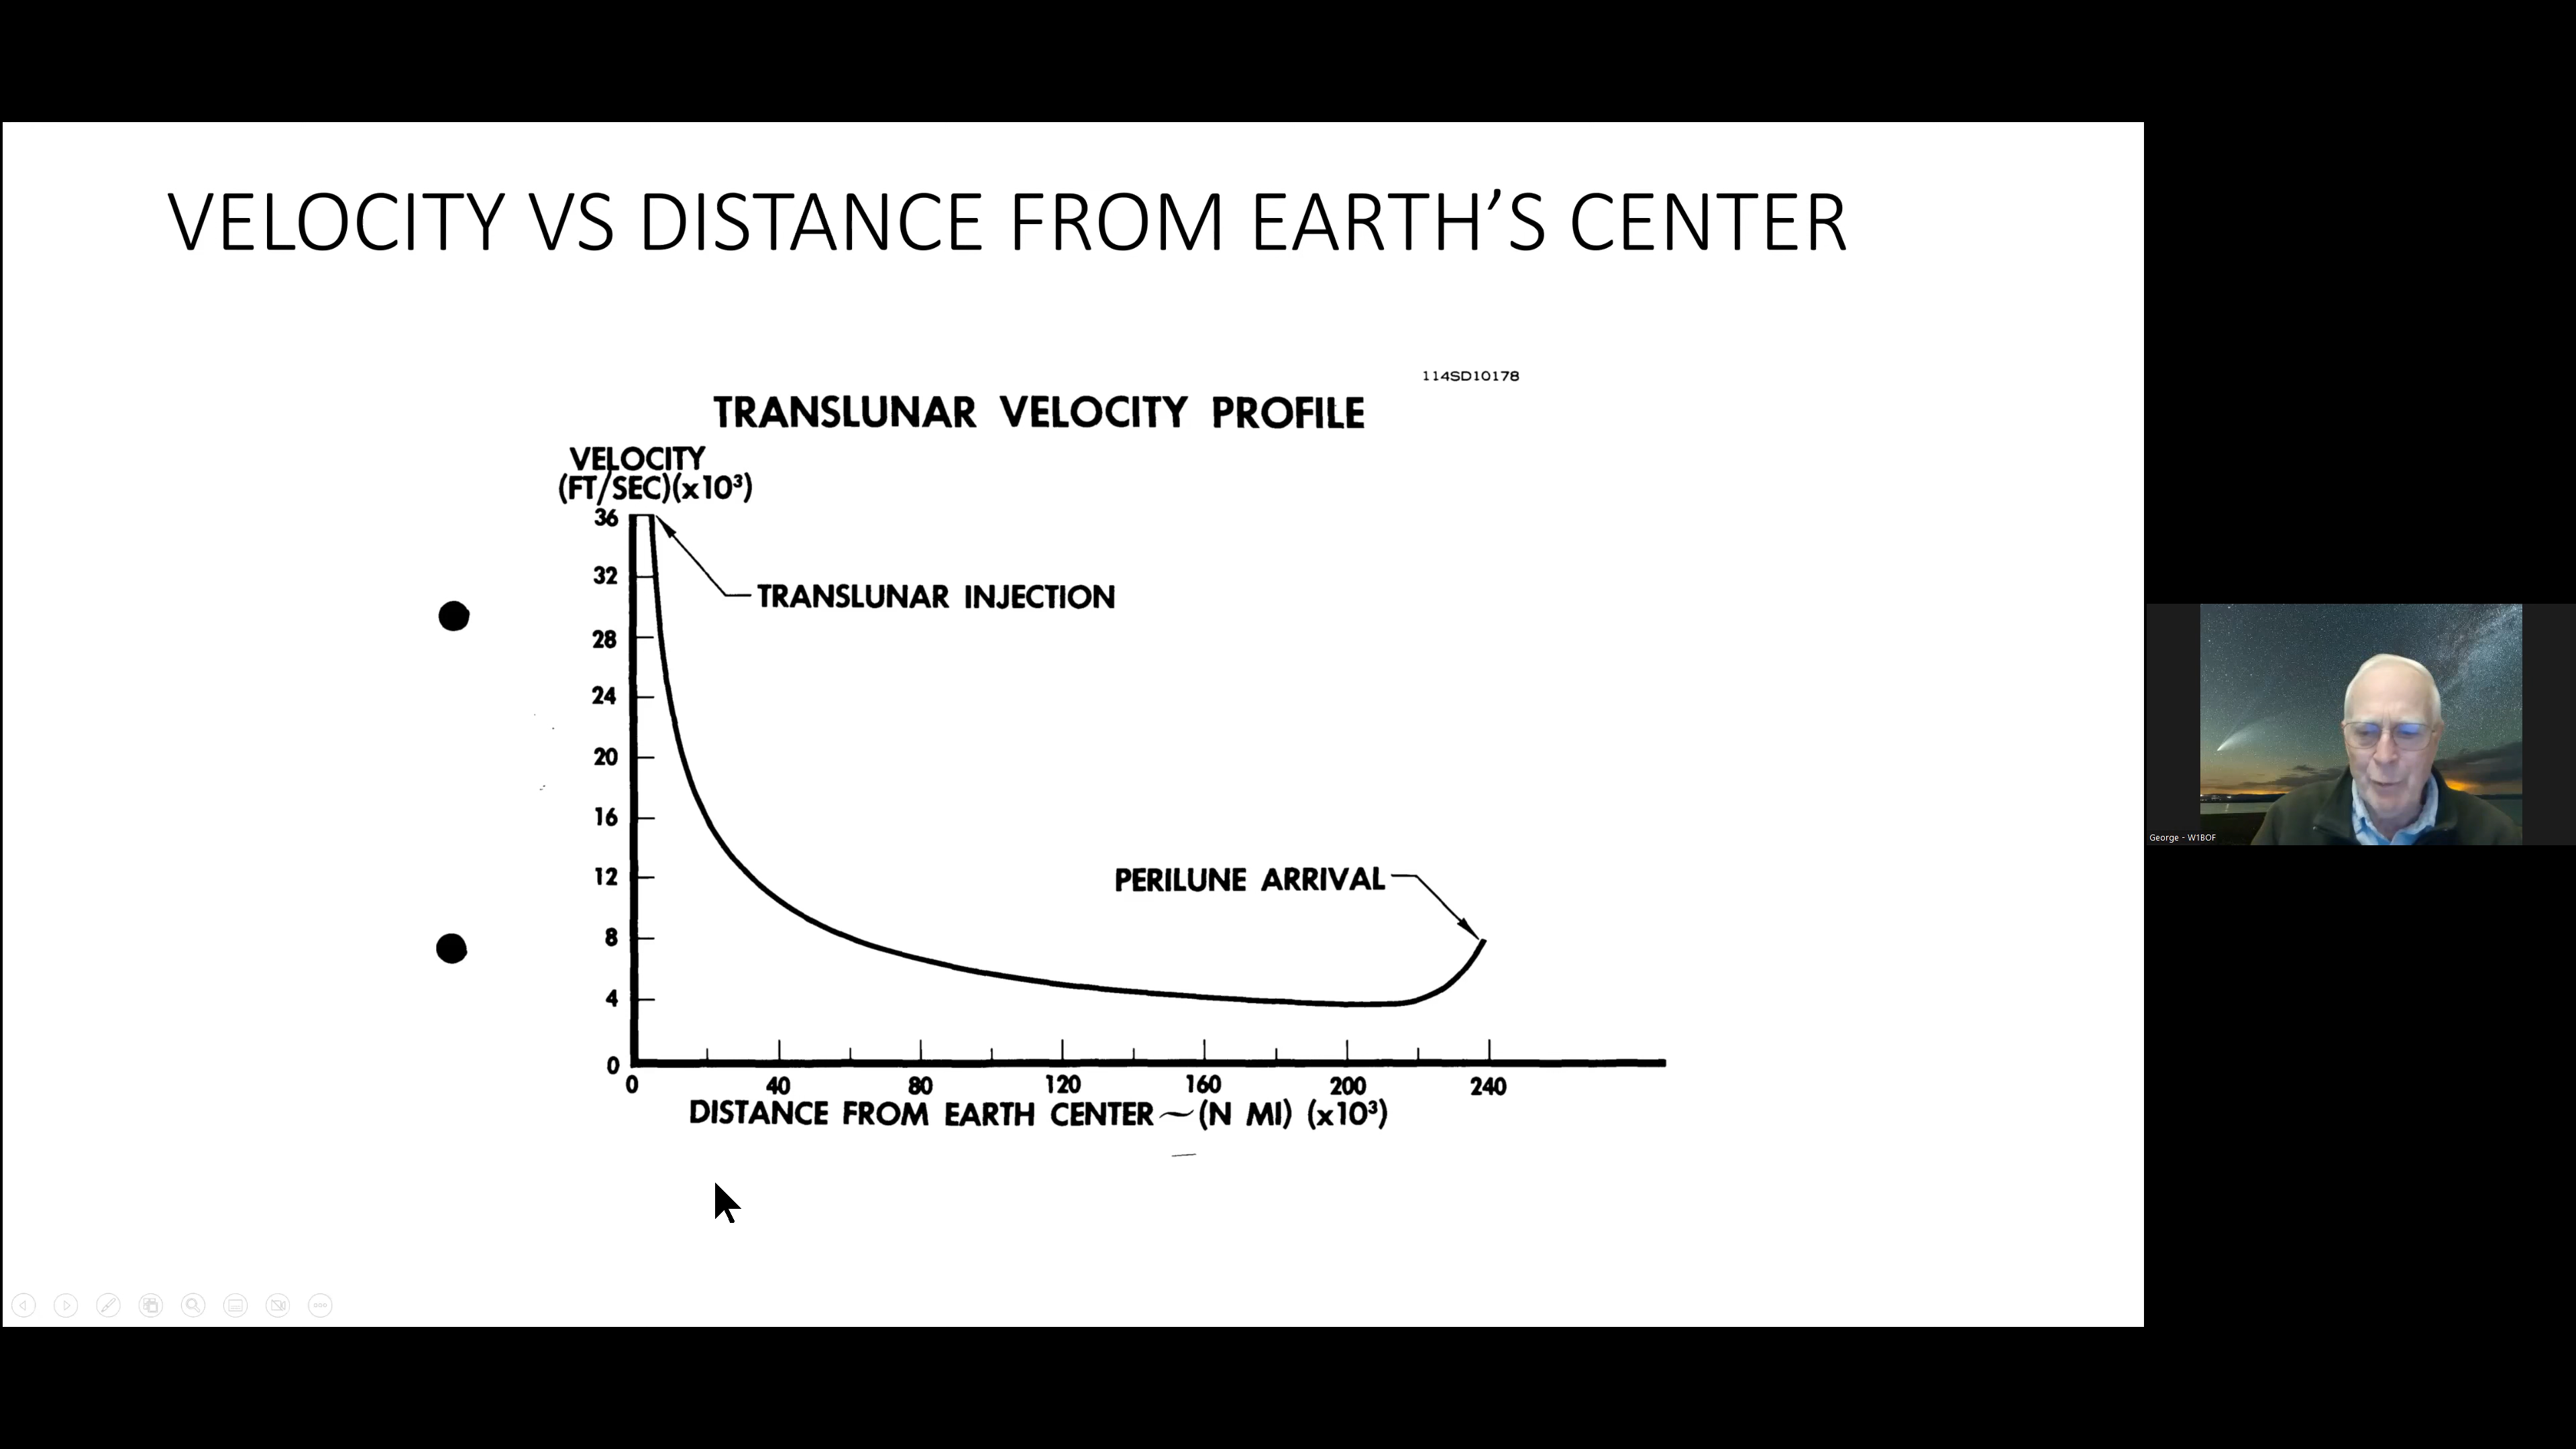 VELOCITY VS DISTANCE FROM EARTH’S CENTER
114SD10178
TRANSLUNAR VELOCITY PROFILE
VELOCITY
(FT/SEC)(x10³)
36
32
TRANSLUNAR INJECTION
28
24
20
16
12
PERILUNE ARRIVAL
8
4
0
0 40 80 120 160 200 240
DISTANCE FROM EARTH CENTER~(N MI) (x10³)
George - W1BOF